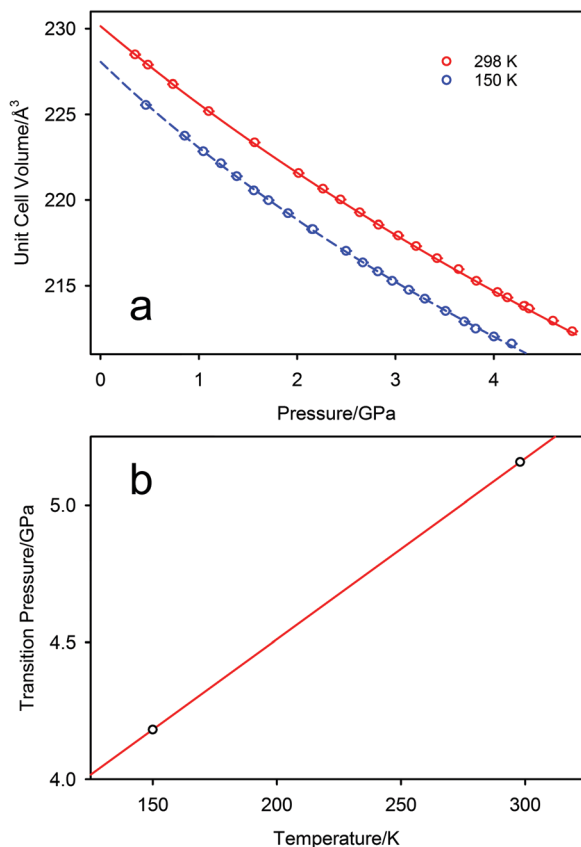 230
225
220
215
Unit Cell Volume/Å³
298 K
150 K
a
0
1
2
3
4
Pressure/GPa
b
5.0
4.5
4.0
Transition Pressure/GPa
150
200
250
300
Temperature/K